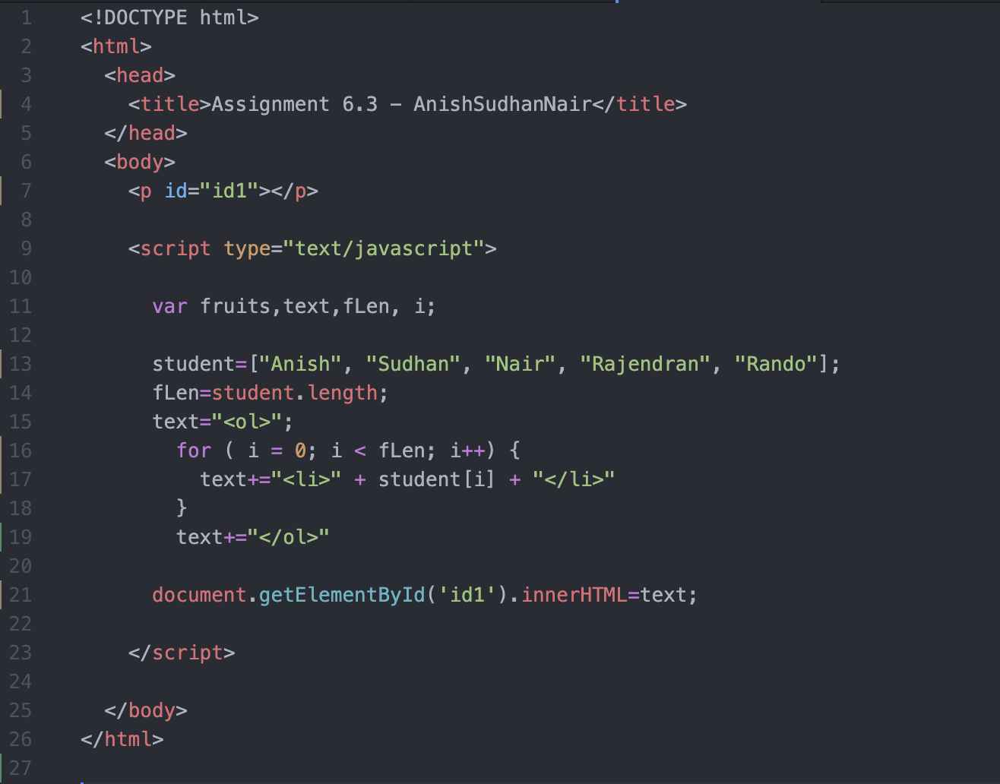 1 <!DOCTYPE html>
2 <html>
3 <head>
4 <title>Assignment 6.3 – AnishSudhanNair</title>
5 </head>
6 <body>
7 <p id="id1"></p>
8
9 <script type="text/javascript">
10
11 var fruits,text,fLen, i;
12
13 student=["Anish", "Sudhan", "Nair", "Rajendran", "Rando"];
14 fLen=student.length;
15 text="<ol>";
16 for ( i = 0; i < fLen; i++) {
17 text+="<li>" + student[i] + "</li>"
18 }
19 text+="</ol>"
20
21 document.getElementById('id1').innerHTML=text;
22
23 </script>
24
25 </body>
26 </html>
27